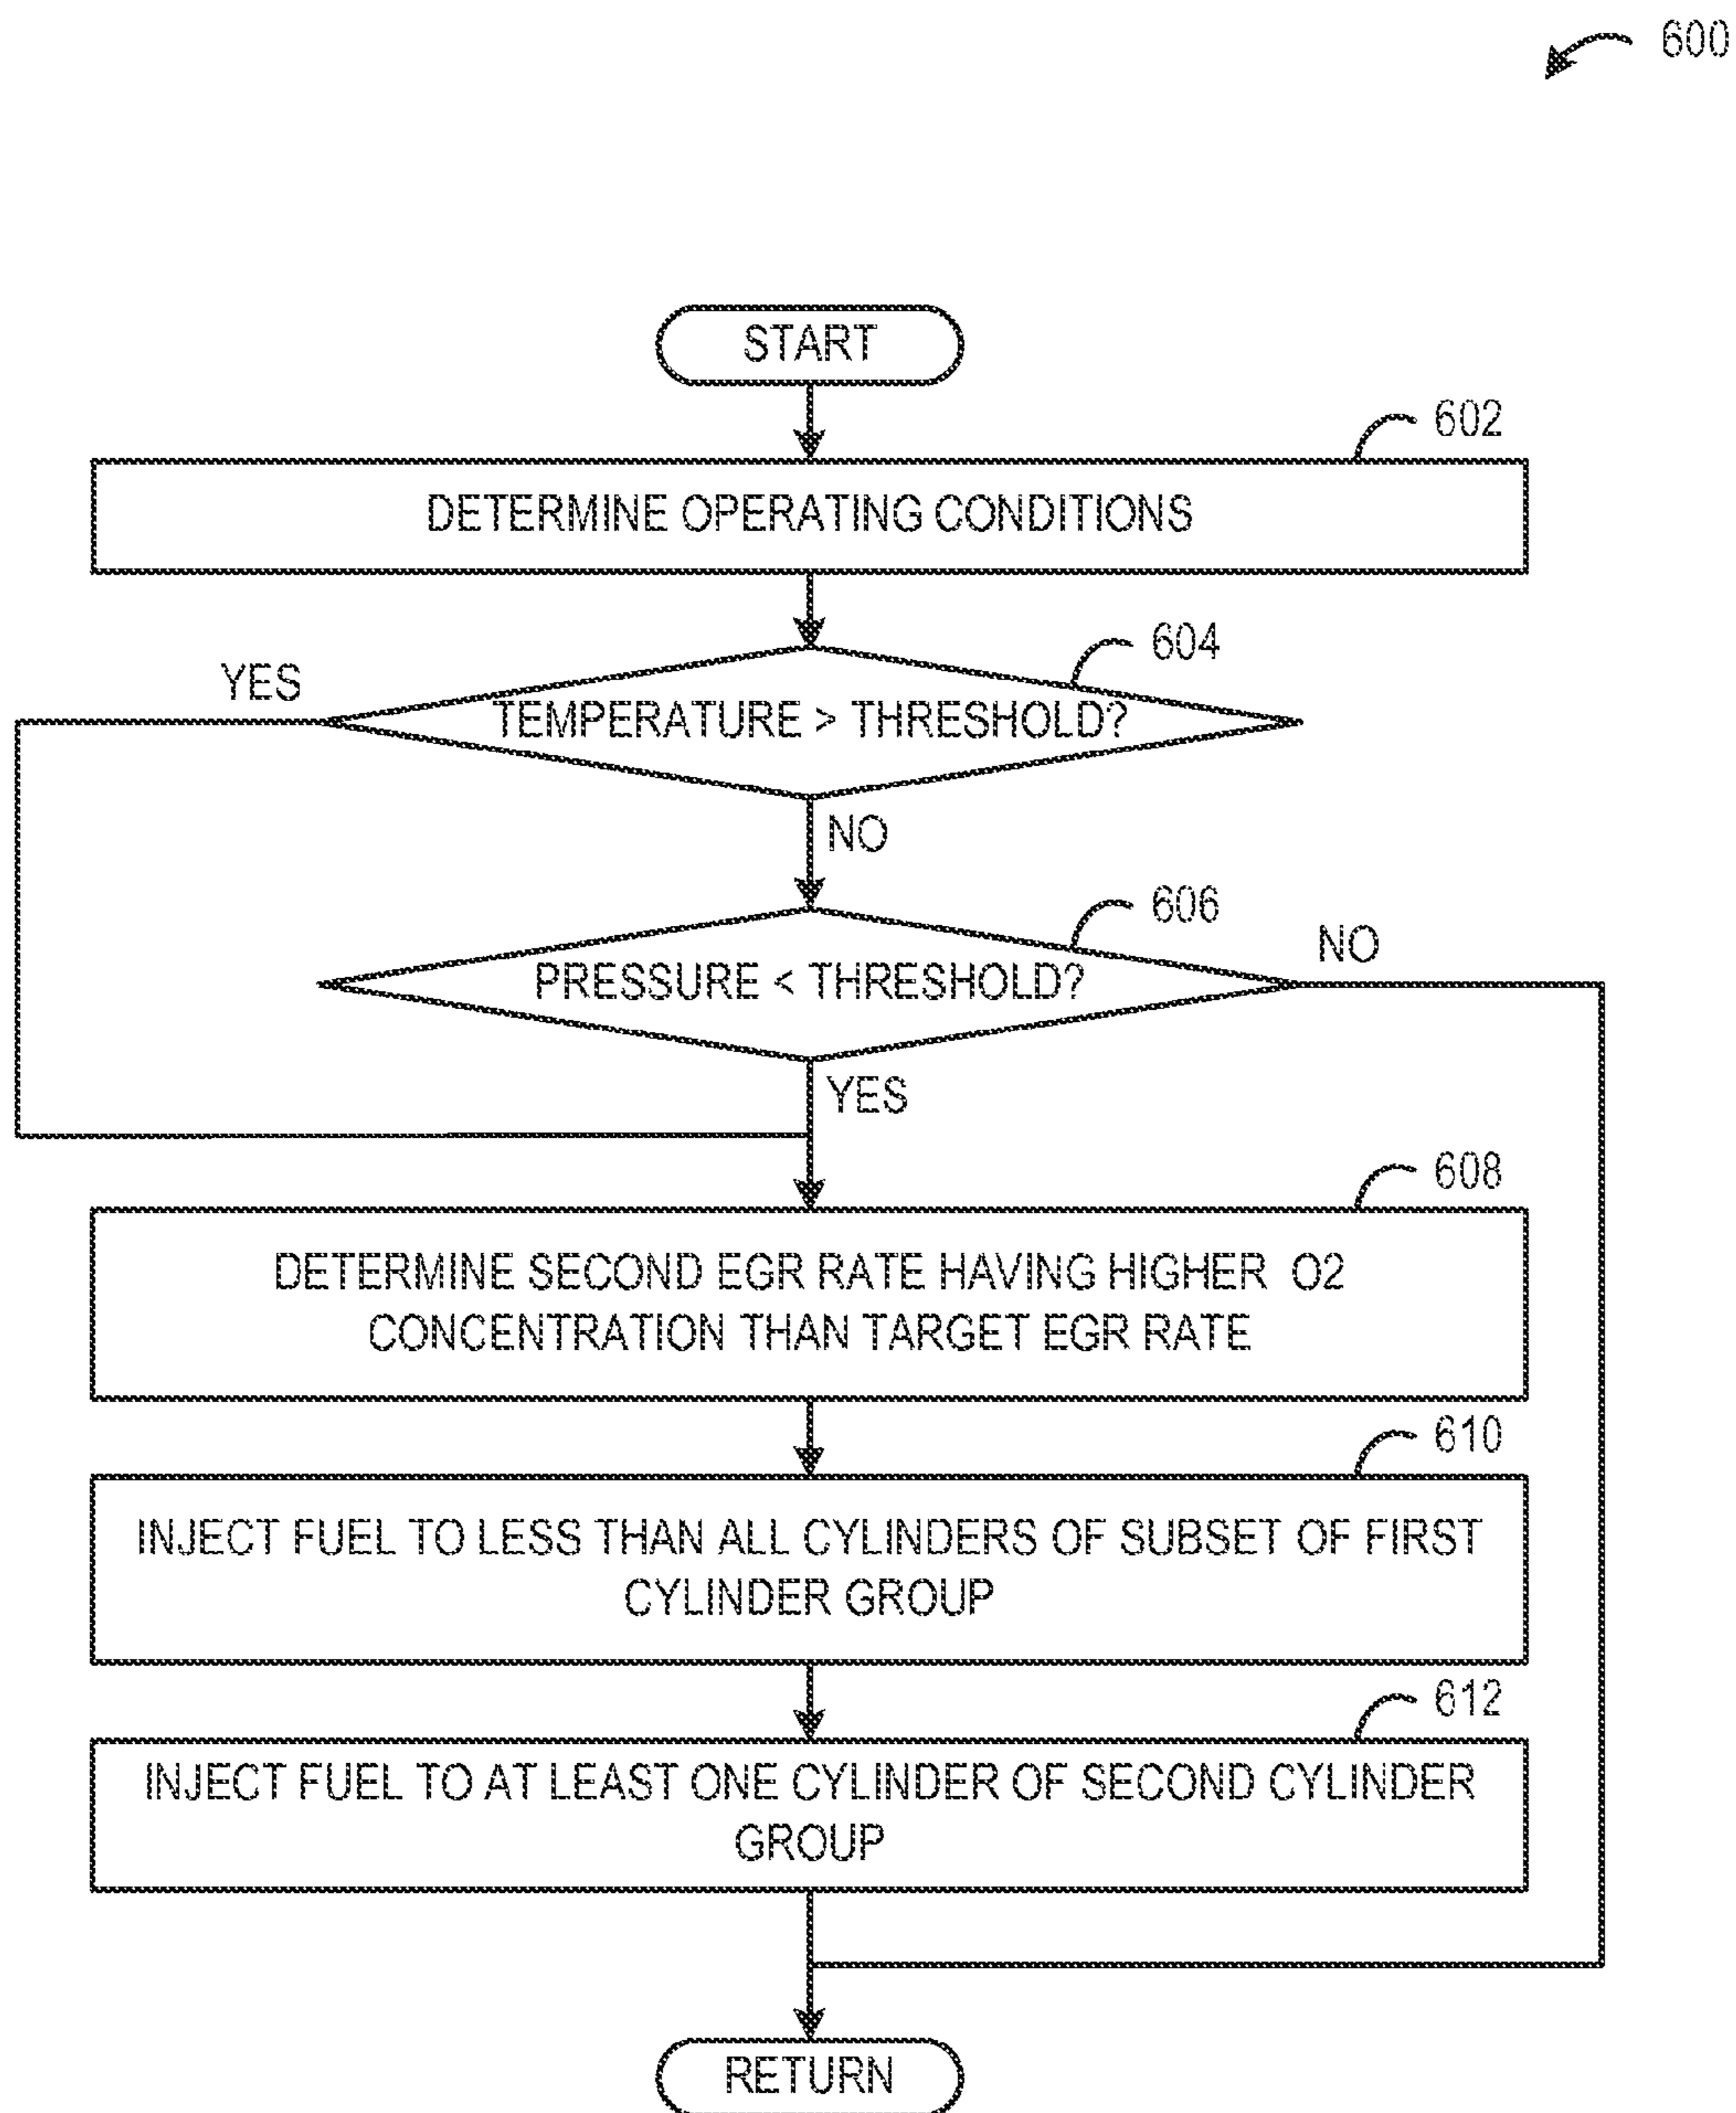 600
START
602
DETERMINE OPERATING CONDITIONS
604
YES
TEMPERATURE > THRESHOLD?
NO
606
NO
PRESSURE < THRESHOLD?
YES
608
DETERMINE SECOND EGR RATE HAVING HIGHER O2
CONCENTRATION THAN TARGET EGR RATE
610
INJECT FUEL TO LESS THAN ALL CYLINDERS OF SUBSET OF FIRST
CYLINDER GROUP
612
INJECT FUEL TO AT LEAST ONE CYLINDER OF SECOND CYLINDER
GROUP
RETURN